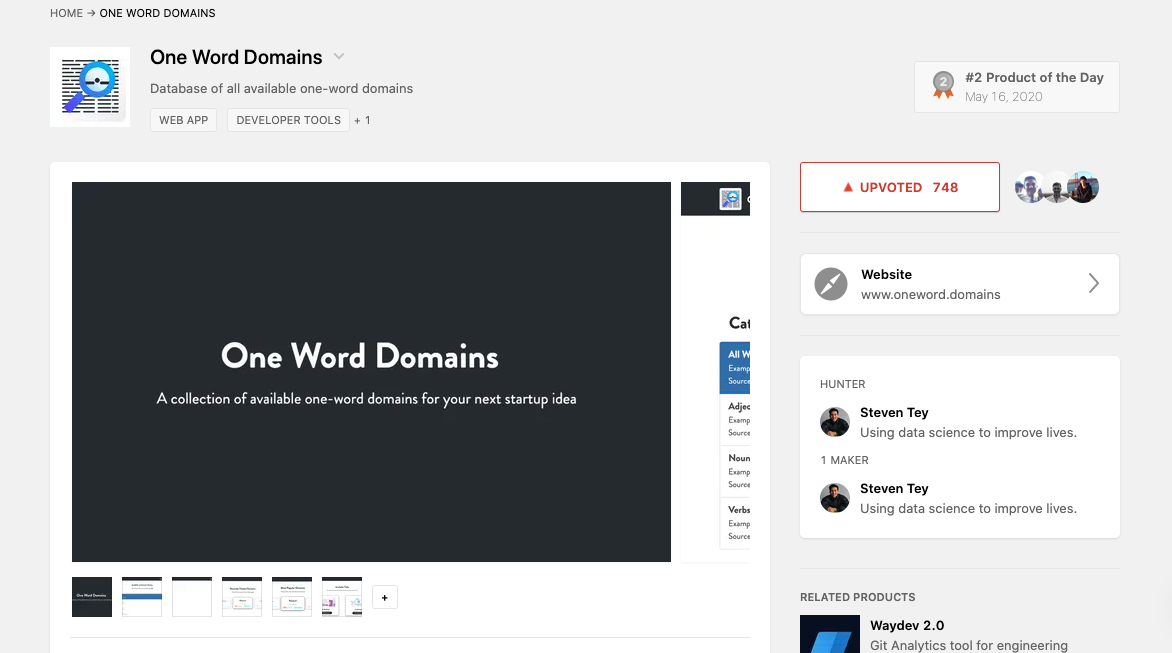 HOME → ONE WORD DOMAINS
One Word Domains
Database of all available one-word domains
WEB APP
DEVELOPER TOOLS
+ 1
2
#2 Product of the Day
May 16, 2020
One Word Domains
A collection of available one-word domains for your next startup idea
Cat
All W
Examp
Source
Adjec
Examp
Source
Noun
Examp
Source
Verbs
Examp
Source
+
▲ UPVOTED 748
Website
www.oneword.domains
HUNTER
Steven Tey
Using data science to improve lives.
1 MAKER
Steven Tey
Using data science to improve lives.
RELATED PRODUCTS
Waydev 2.0
Git Analytics tool for engineering